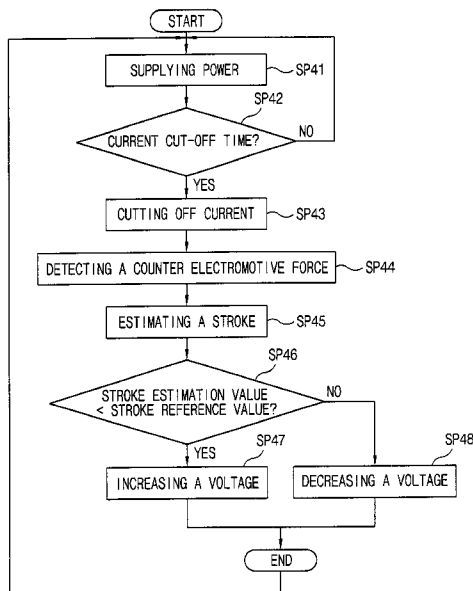 START
SUPPLYING POWER
SP41
SP42
CURRENT CUT-OFF TIME?
NO
YES
CUTTING OFF CURRENT
SP43
DETECTING A COUNTER ELECTROMOTIVE FORCE
SP44
ESTIMATING A STROKE
SP45
SP46
STROKE ESTIMATION VALUE
< STROKE REFERENCE VALUE?
NO
YES
SP47
SP48
INCREASING A VOLTAGE
DECREASING A VOLTAGE
END